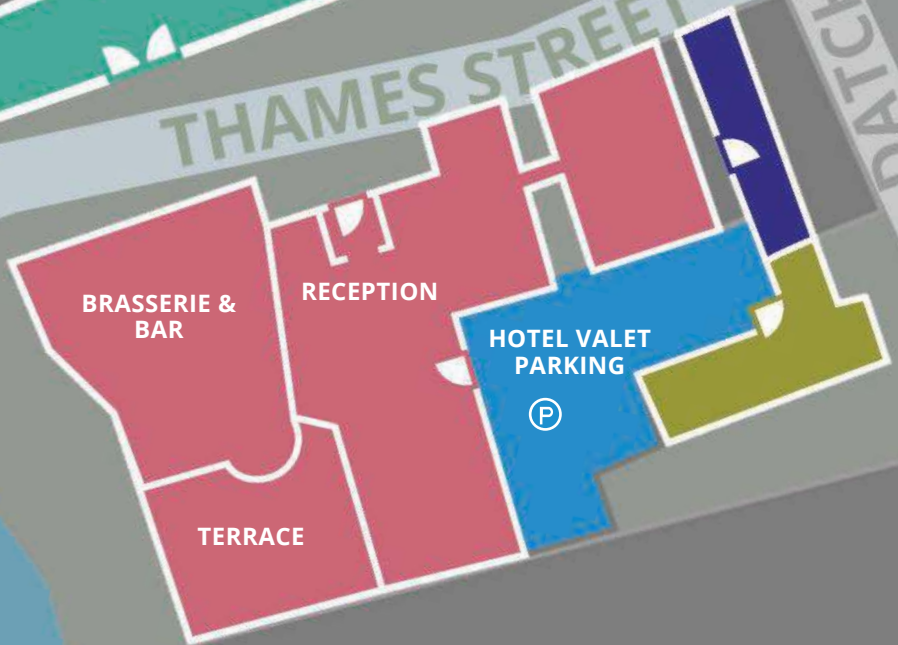 THAMES STREET
DATCH
BRASSERIE &
BAR
RECEPTION
HOTEL VALET
PARKING
P
TERRACE